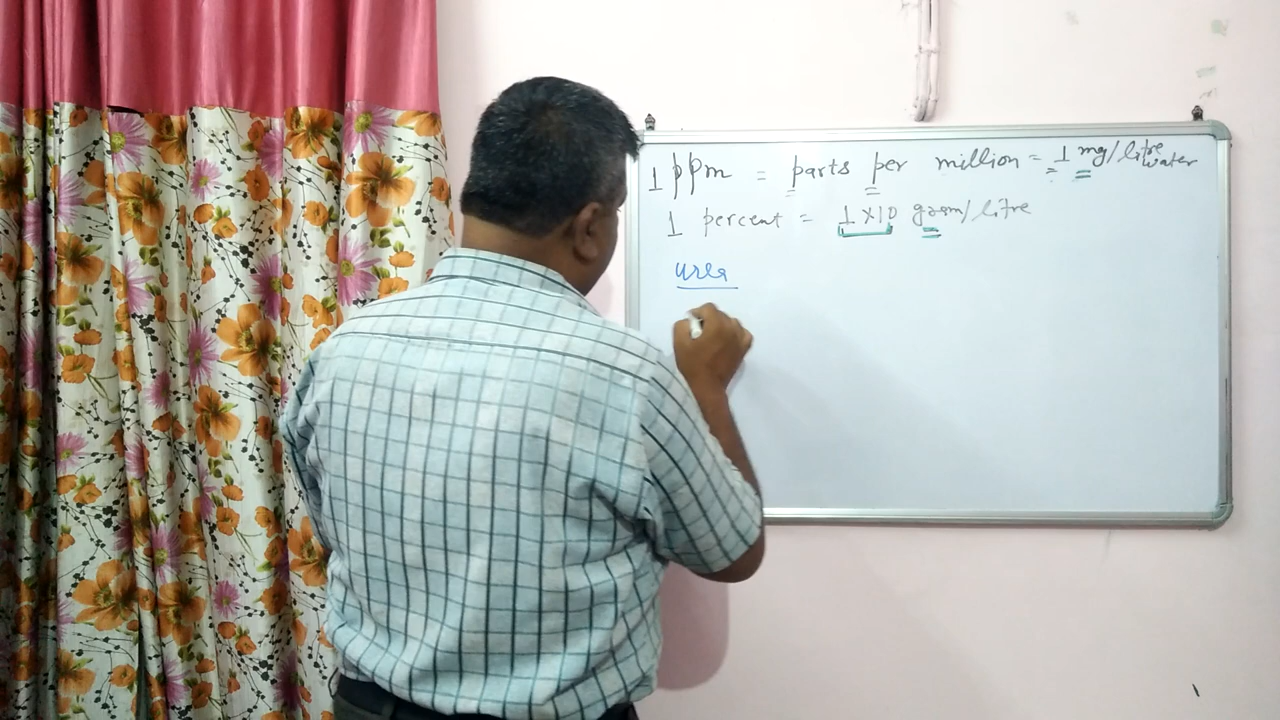 1 ppm = parts per million = 1 mg/litre water
1 percent = 1 x 10 gram/litre
urea